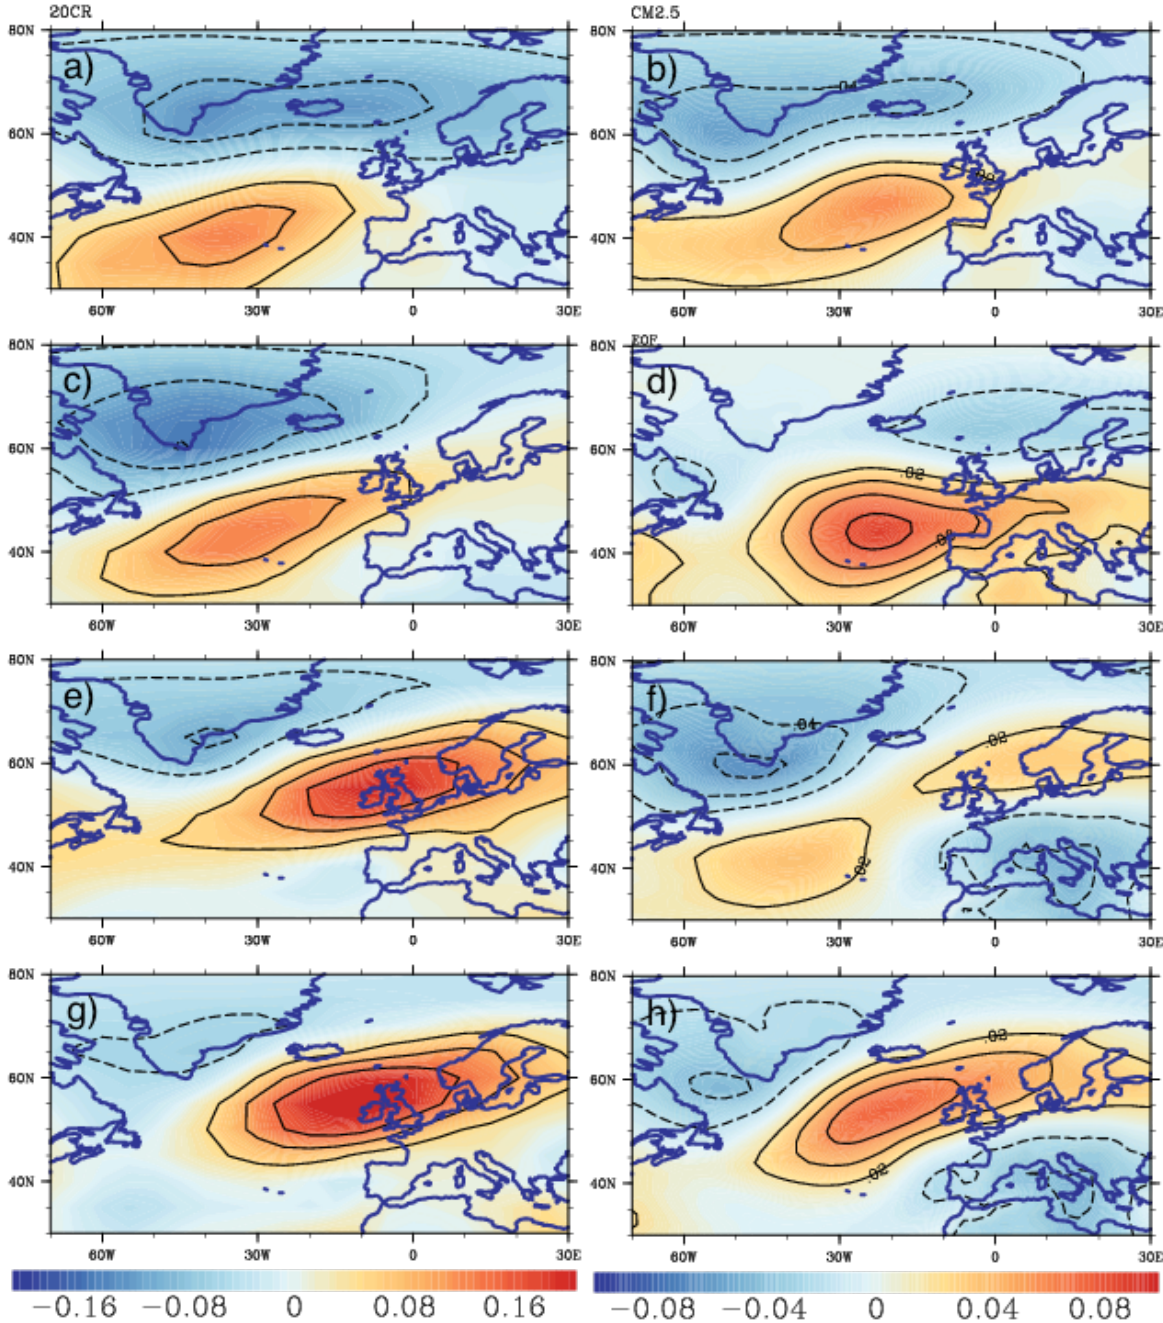 20CR CM2.5
80N 80N
a) b)
.04
60N 60N
.02
40N 40N
60W 30W 0 30E 60W 30W 0 30E
EOF
80N 80N
c) d)
60N 60N
.02
.02
40N 40N
60W 30W 0 30E 60W 30W 0 30E
80N 80N
e) f)
.04 .02
60N 60N
40N 40N
.02
60W 30W 0 30E 60W 30W 0 30E
80N 80N
g) h)
.02
60N 60N
40N 40N
.02
60W 30W 0 30E 60W 30W 0 30E
−0.16 −0.08 0 0.08 0.16 −0.08 −0.04 0 0.04 0.08